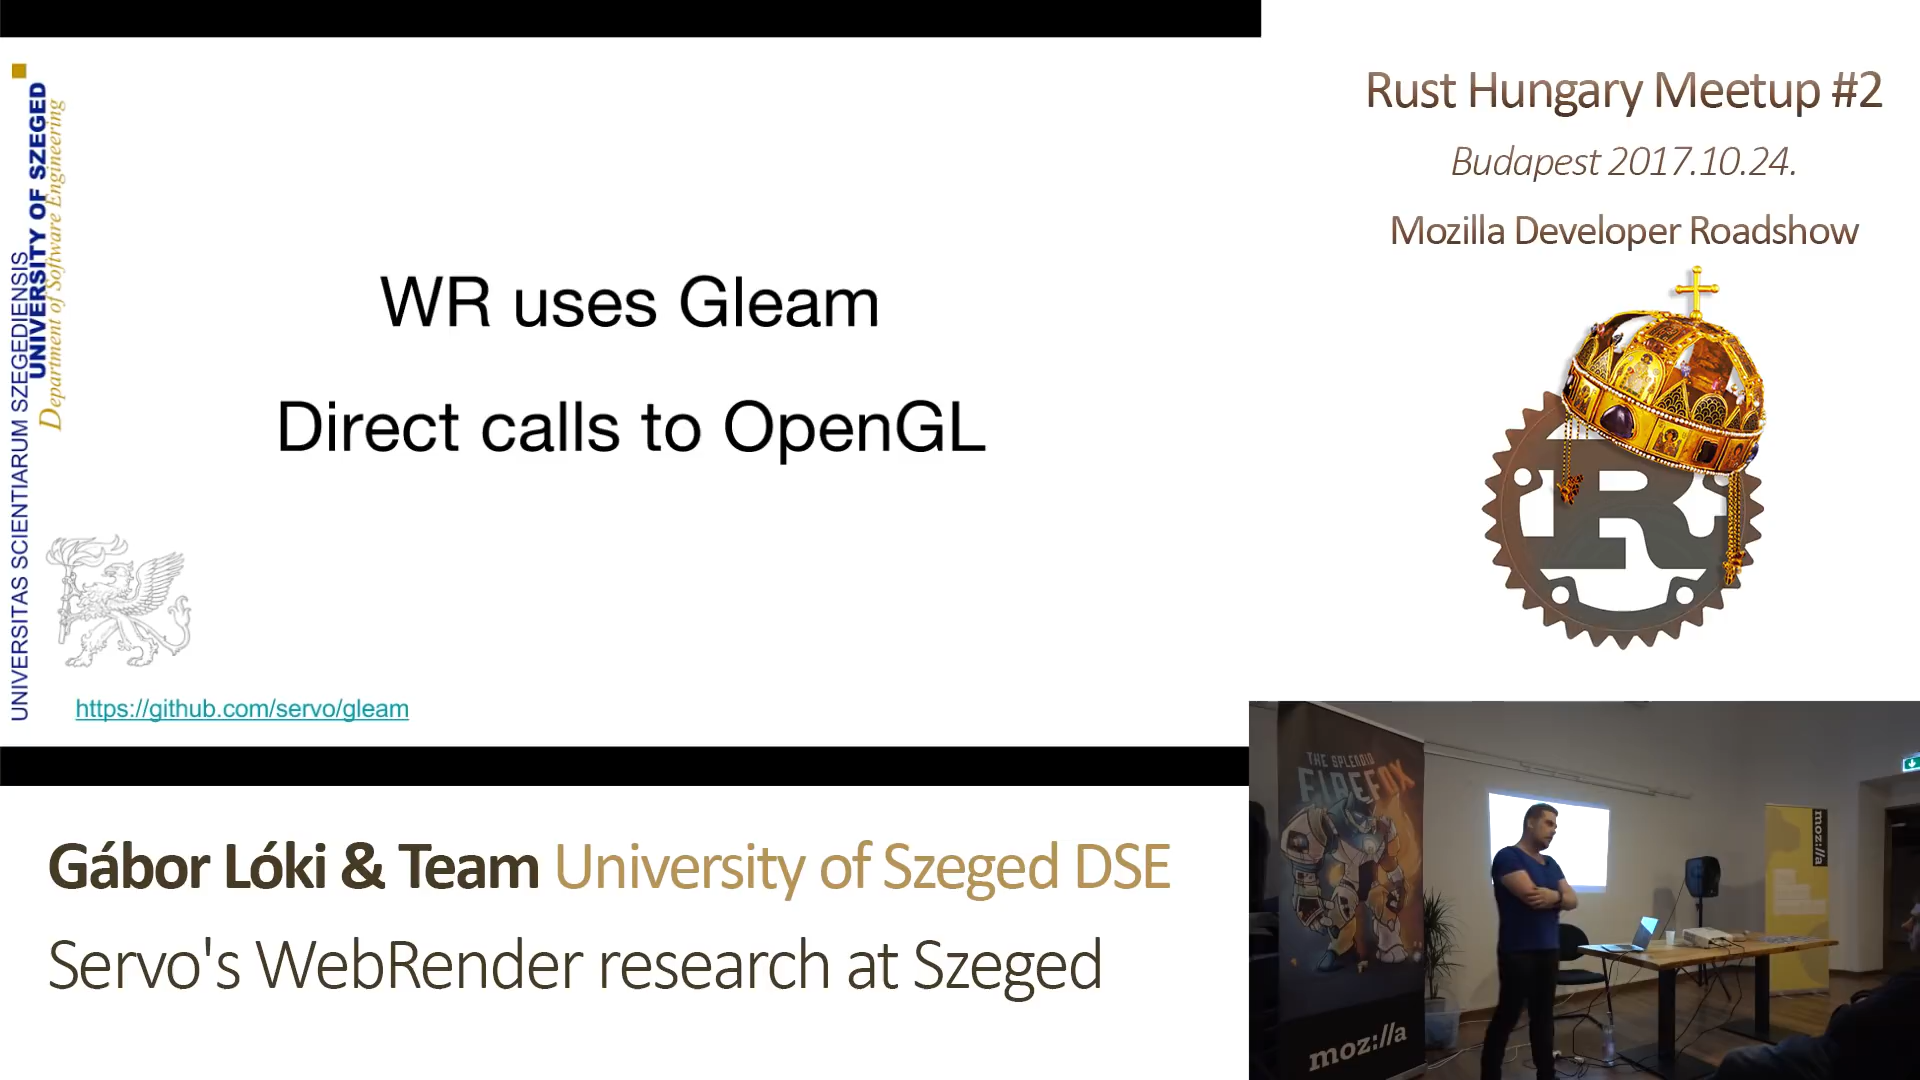 UNIVERSITAS SCIENTIARUM SZEGEDIENSIS
UNIVERSITY OF SZEGED
Department of Software Engineering
WR uses Gleam
Direct calls to OpenGL
https://github.com/servo/gleam
Rust Hungary Meetup #2
Budapest 2017.10.24.
Mozilla Developer Roadshow
R
THE SPLENDID
FIREFOX
moz://a
moz://a
Gábor Lóki & Team University of Szeged DSE
Servo's WebRender research at Szeged